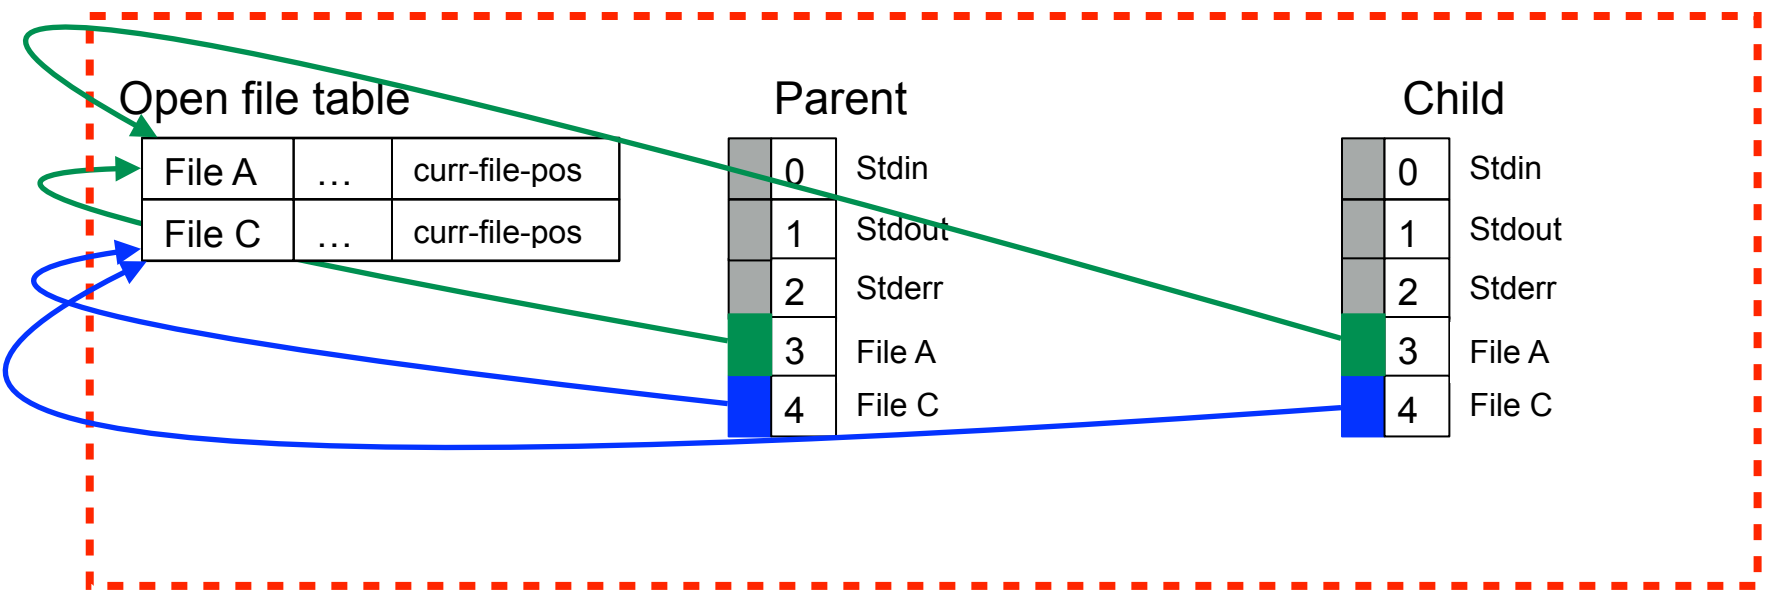 Open file table
File A … curr-file-pos
File C … curr-file-pos
Parent
0 Stdin
1 Stdout
2 Stderr
3 File A
4 File C
Child
0 Stdin
1 Stdout
2 Stderr
3 File A
4 File C